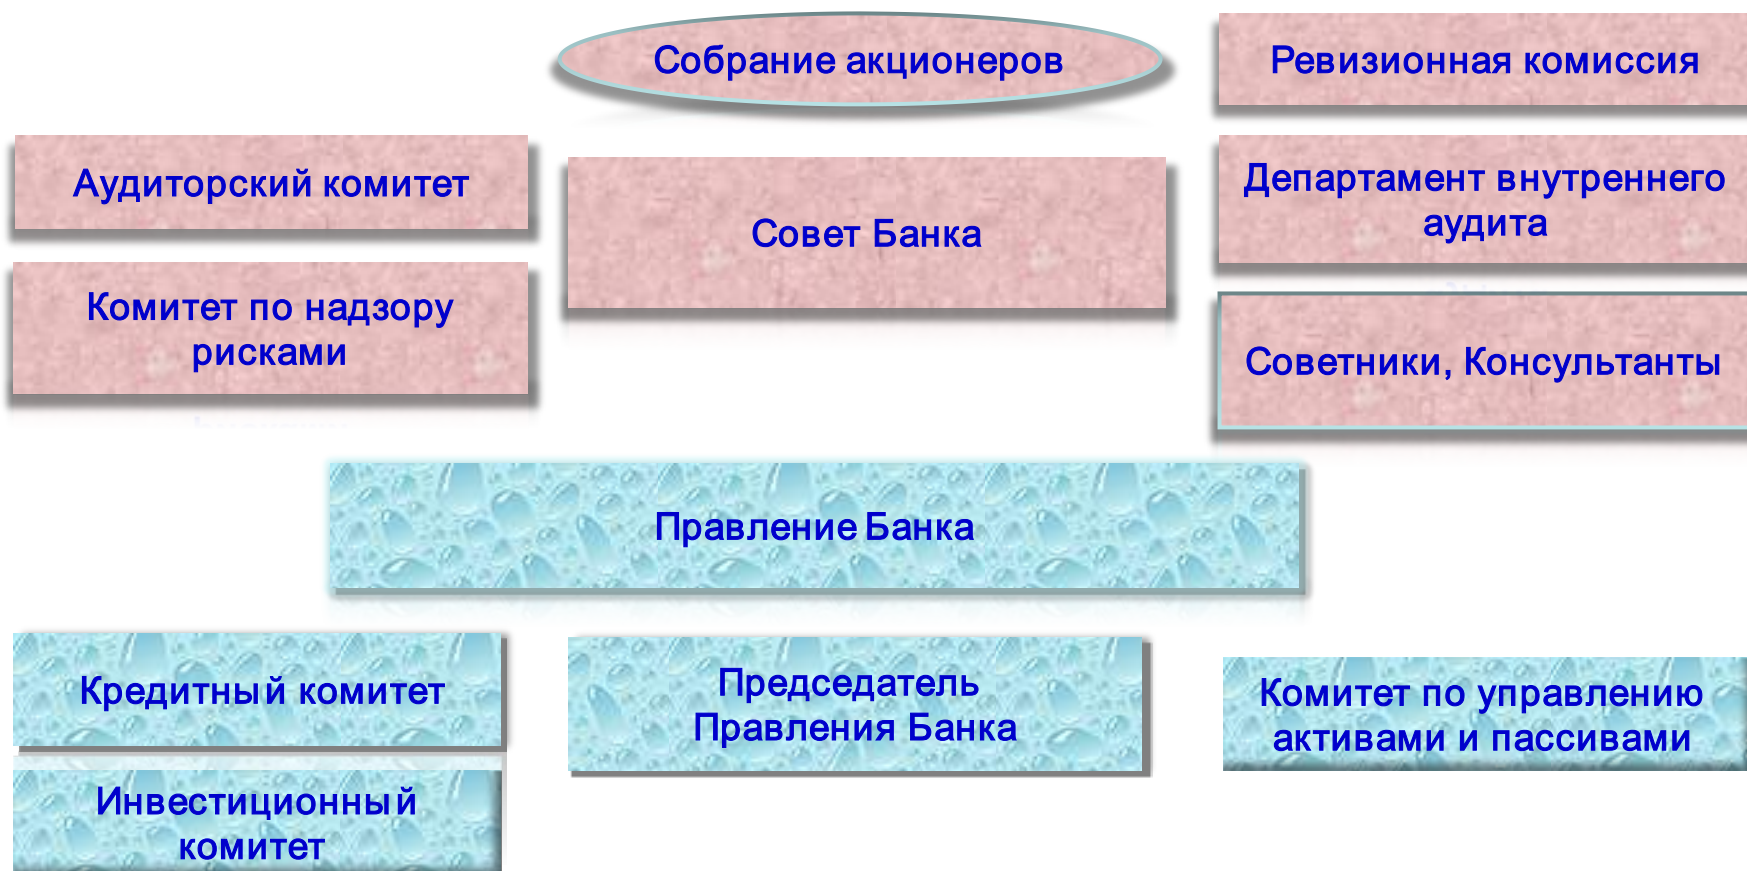 Собрание акционеров
Ревизионная комиссия
Аудиторский комитет
Совет Банка
Департамент внутреннего
аудита
Комитет по надзору
рисками
Советники, Консультанты
Правление Банка
Кредитный комитет
Председатель
Правления Банка
Комитет по управлению
активами и пассивами
Инвестиционный
комитет